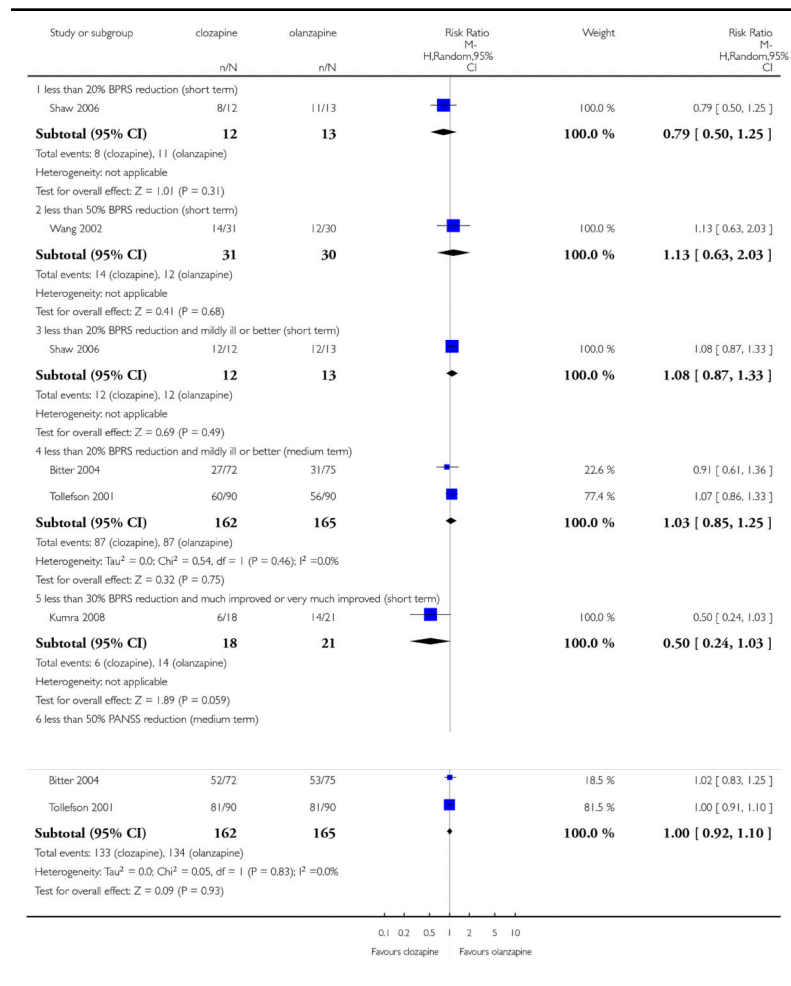 Study or subgroup clozapine olanzapine Risk Ratio Weight Risk Ratio
M- M-
H,Random,95% H,Random,95%
n/N n/N CI CI
1 less than 20% BPRS reduction (short term)
Shaw 2006 8/12 11/13 100.0 % 0.79 [ 0.50, 1.25 ]
Subtotal (95% CI) 12 13 100.0 % 0.79 [ 0.50, 1.25 ]
Total events: 8 (clozapine), 11 (olanzapine)
Heterogeneity: not applicable
Test for overall effect: Z = 1.01 (P = 0.31)
2 less than 50% BPRS reduction (short term)
Wang 2002 14/31 12/30 100.0 % 1.13 [ 0.63, 2.03 ]
Subtotal (95% CI) 31 30 100.0 % 1.13 [ 0.63, 2.03 ]
Total events: 14 (clozapine), 12 (olanzapine)
Heterogeneity: not applicable
Test for overall effect: Z = 0.41 (P = 0.68)
3 less than 20% BPRS reduction and mildly ill or better (short term)
Shaw 2006 12/12 12/13 100.0 % 1.08 [ 0.87, 1.33 ]
Subtotal (95% CI) 12 13 100.0 % 1.08 [ 0.87, 1.33 ]
Total events: 12 (clozapine), 12 (olanzapine)
Heterogeneity: not applicable
Test for overall effect: Z = 0.69 (P = 0.49)
4 less than 20% BPRS reduction and mildly ill or better (medium term)
Bitter 2004 27/72 31/75 22.6 % 0.91 [ 0.61, 1.36 ]
Tollefson 2001 60/90 56/90 77.4 % 1.07 [ 0.86, 1.33 ]
Subtotal (95% CI) 162 165 100.0 % 1.03 [ 0.85, 1.25 ]
Total events: 87 (clozapine), 87 (olanzapine)
Heterogeneity: Tau² = 0.0; Chi² = 0.54, df = 1 (P = 0.46); I² =0.0%
Test for overall effect: Z = 0.32 (P = 0.75)
5 less than 30% BPRS reduction and much improved or very much improved (short term)
Kumra 2008 6/18 14/21 100.0 % 0.50 [ 0.24, 1.03 ]
Subtotal (95% CI) 18 21 100.0 % 0.50 [ 0.24, 1.03 ]
Total events: 6 (clozapine), 14 (olanzapine)
Heterogeneity: not applicable
Test for overall effect: Z = 1.89 (P = 0.059)
6 less than 50% PANSS reduction (medium term)
Bitter 2004 52/72 53/75 18.5 % 1.02 [ 0.83, 1.25 ]
Tollefson 2001 81/90 81/90 81.5 % 1.00 [ 0.91, 1.10 ]
Subtotal (95% CI) 162 165 100.0 % 1.00 [ 0.92, 1.10 ]
Total events: 133 (clozapine), 134 (olanzapine)
Heterogeneity: Tau² = 0.0; Chi² = 0.05, df = 1 (P = 0.83); I² =0.0%
Test for overall effect: Z = 0.09 (P = 0.93)
0.1 0.2 0.5 1 2 5 10
Favours clozapine Favours olanzapine